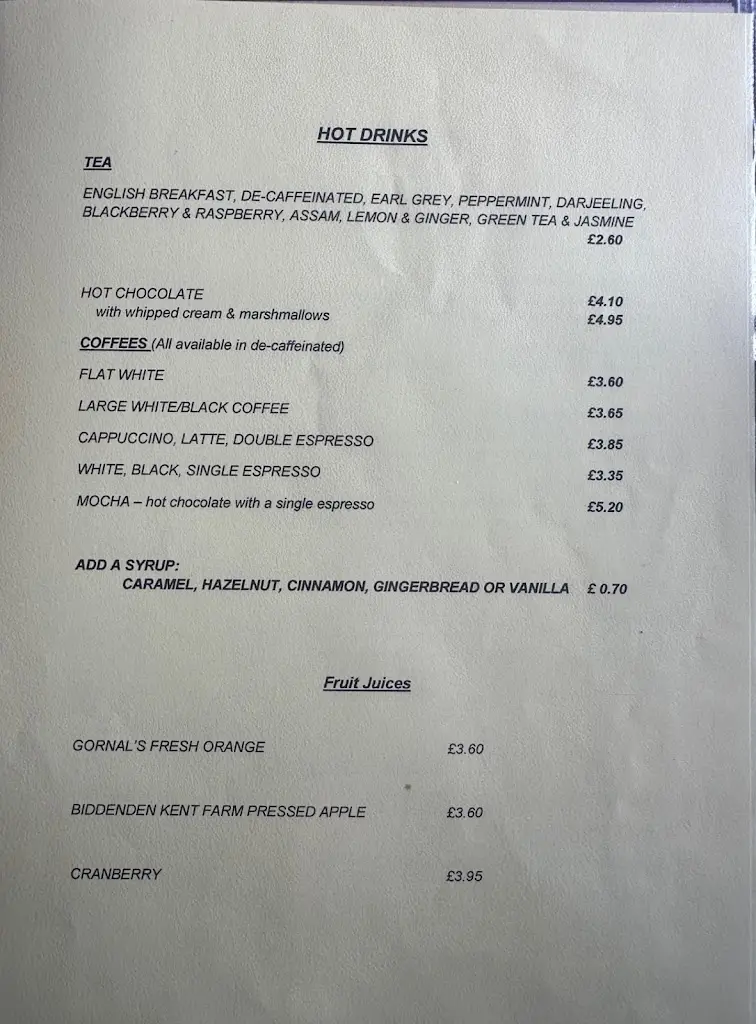 HOT DRINKS
TEA
ENGLISH BREAKFAST, DE-CAFFEINATED, EARL GREY, PEPPERMINT, DARJEELING,
BLACKBERRY & RASPBERRY, ASSAM, LEMON & GINGER, GREEN TEA & JASMINE
£2.60
HOT CHOCOLATE £4.10
with whipped cream & marshmallows £4.95
COFFEES (All available in de-caffeinated)
FLAT WHITE £3.60
LARGE WHITE/BLACK COFFEE £3.65
CAPPUCCINO, LATTE, DOUBLE ESPRESSO £3.85
WHITE, BLACK, SINGLE ESPRESSO £3.35
MOCHA – hot chocolate with a single espresso £5.20
ADD A SYRUP:
CARAMEL, HAZELNUT, CINNAMON, GINGERBREAD OR VANILLA £ 0.70
Fruit Juices
GORNAL'S FRESH ORANGE £3.60
BIDDENDEN KENT FARM PRESSED APPLE £3.60
CRANBERRY £3.95